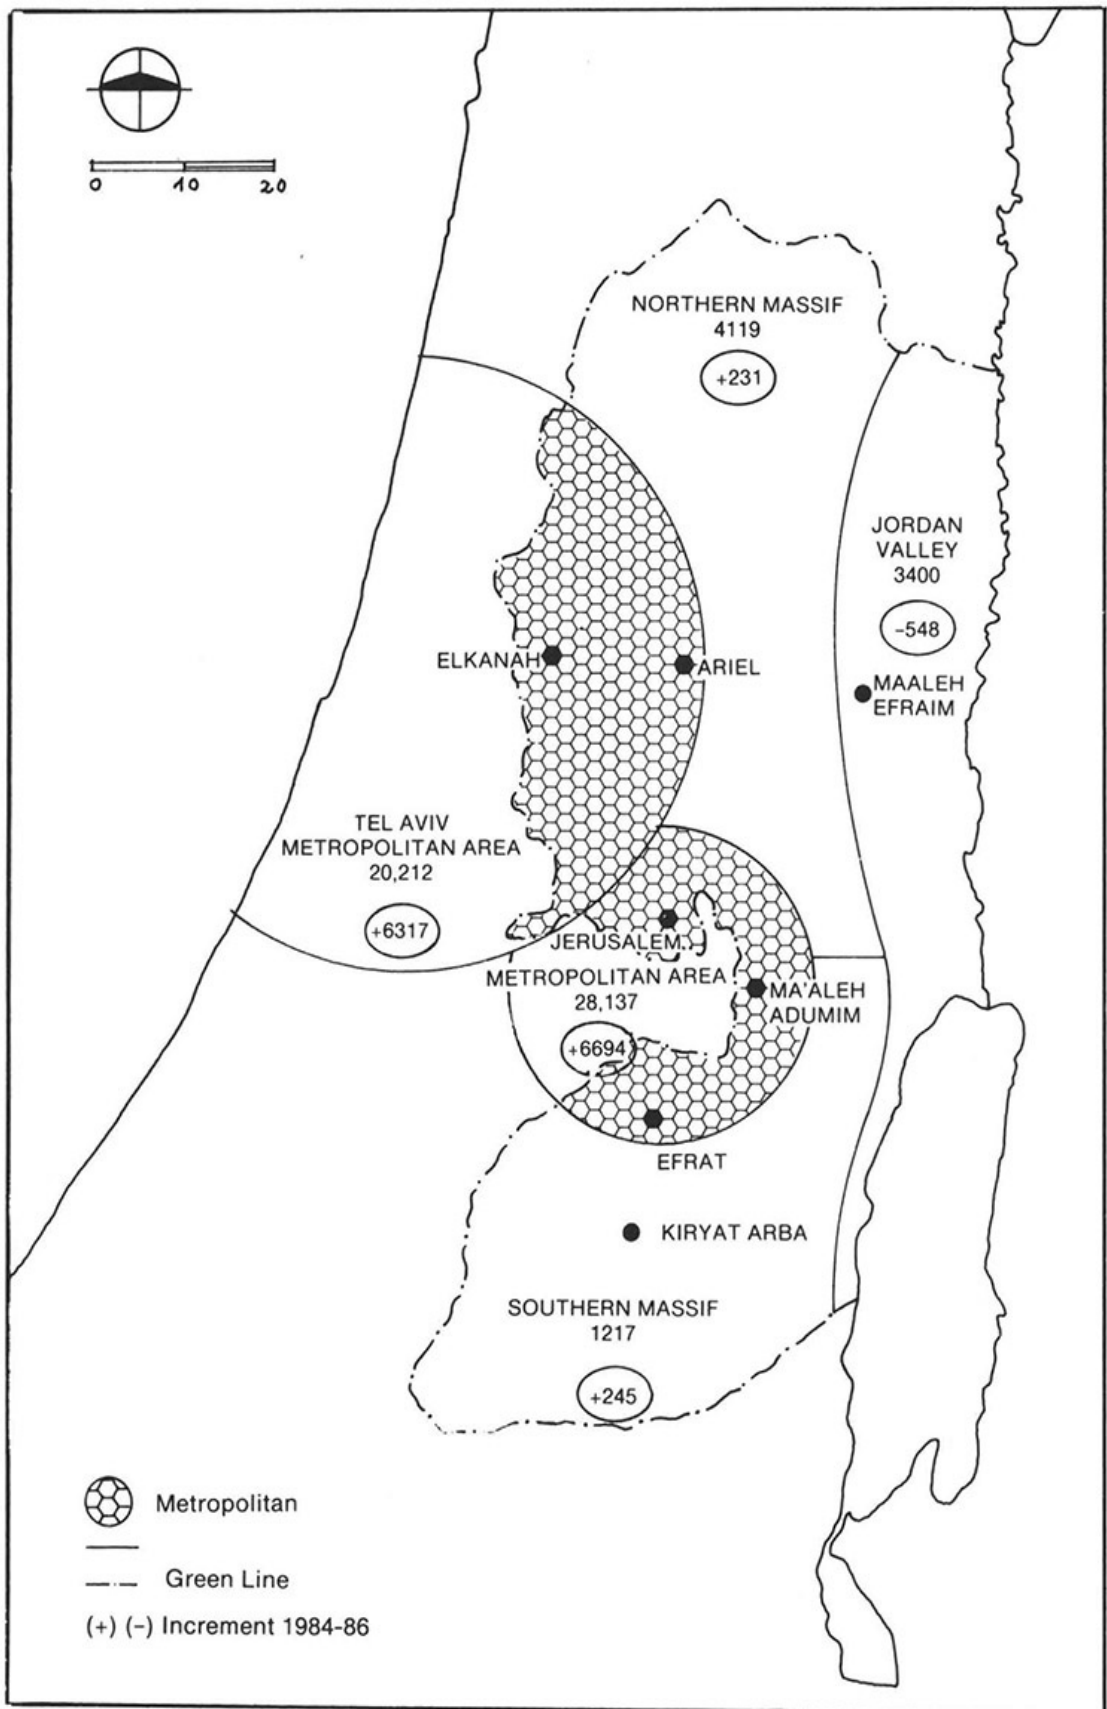 0 10 20
NORTHERN MASSIF
4119
+231
JORDAN
VALLEY
3400
-548
ELKANAH
ARIEL
MAALEH
EFRAIM
TEL AVIV
METROPOLITAN AREA
20,212
+6317
JERUSALEM
METROPOLITAN AREA
28,137
+6694
MA'ALEH
ADUMIM
EFRAT
KIRYAT ARBA
SOUTHERN MASSIF
1217
+245
Metropolitan
Green Line
(+) (-) Increment 1984-86